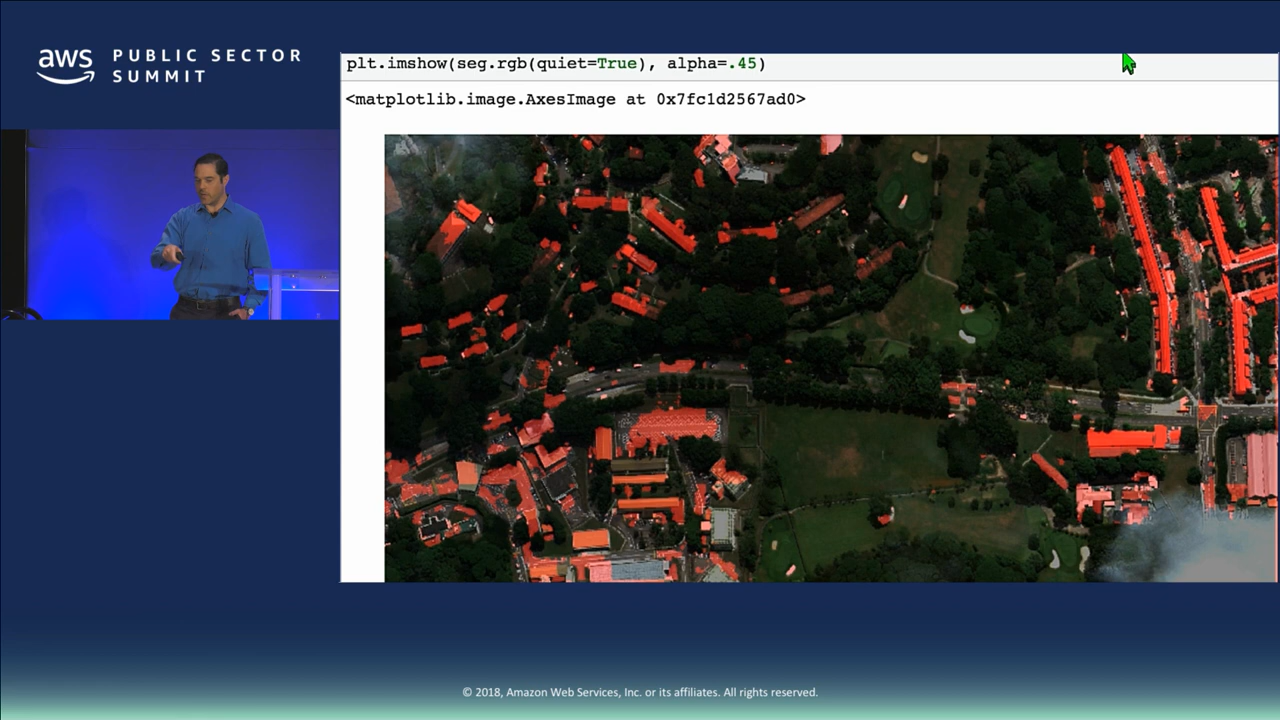 aws
PUBLIC SECTOR
SUMMIT
plt.imshow(seg.rgb(quiet=True), alpha=.45)
<matplotlib.image.AxesImage at 0x7fc1d2567ad0>
© 2018, Amazon Web Services, Inc. or its affiliates. All rights reserved.